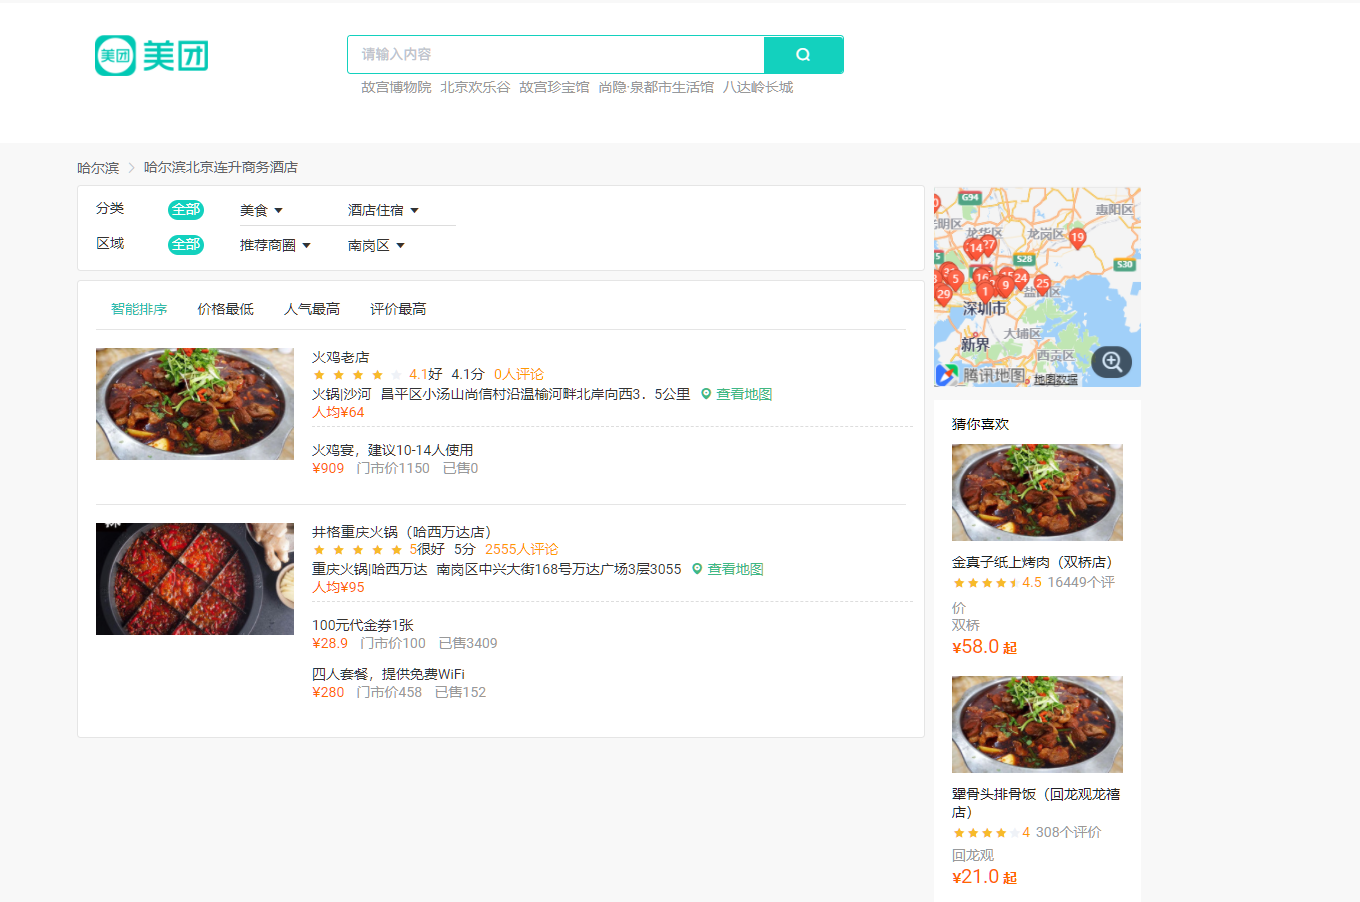 美团 美团
请输入内容
故宫博物院 北京欢乐谷 故宫珍宝馆 尚隐·泉都市生活馆 八达岭长城
哈尔滨 > 哈尔滨北京连升商务酒店
分类 全部 美食 酒店住宿
区域 全部 推荐商圈 南岗区
智能排序 价格最低 人气最高 评价最高
火鸡老店
4.1好 4.1分 0人评论
火锅|沙河 昌平区小汤山尚信村沿温榆河畔北岸向西3．5公里 查看地图
人均¥64
火鸡宴，建议10-14人使用
¥909 门市价1150 已售0
井格重庆火锅（哈西万达店）
5很好 5分 2555人评论
重庆火锅|哈西万达 南岗区中兴大街168号万达广场3层3055 查看地图
人均¥95
100元代金券1张
¥28.9 门市价100 已售3409
四人套餐，提供免费WiFi
¥280 门市价458 已售152
G94
惠阳区
龙华区 龙岗区
19
14 27
S28
S30
16 24
5 1 9 25
29
深圳市
大埔区
新界
西贡区
腾讯地图 地图数据
猜你喜欢
金真子纸上烤肉（双桥店）
4.5 16449个评
价
双桥
¥58.0 起
犟骨头排骨饭（回龙观龙禧
店）
4 308个评价
回龙观
¥21.0 起